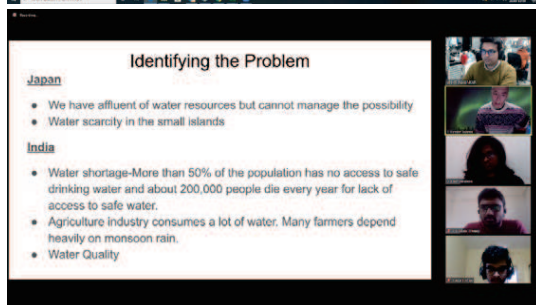 Identifying the Problem
Japan
● We have affluent of water resources but cannot manage the possibility
● Water scarcity in the small islands
India
● Water shortage-More than 50% of the population has no access to safe
drinking water and about 200,000 people die every year for lack of
access to safe water.
● Agriculture industry consumes a lot of water. Many farmers depend
heavily on monsoon rain.
● Water Quality